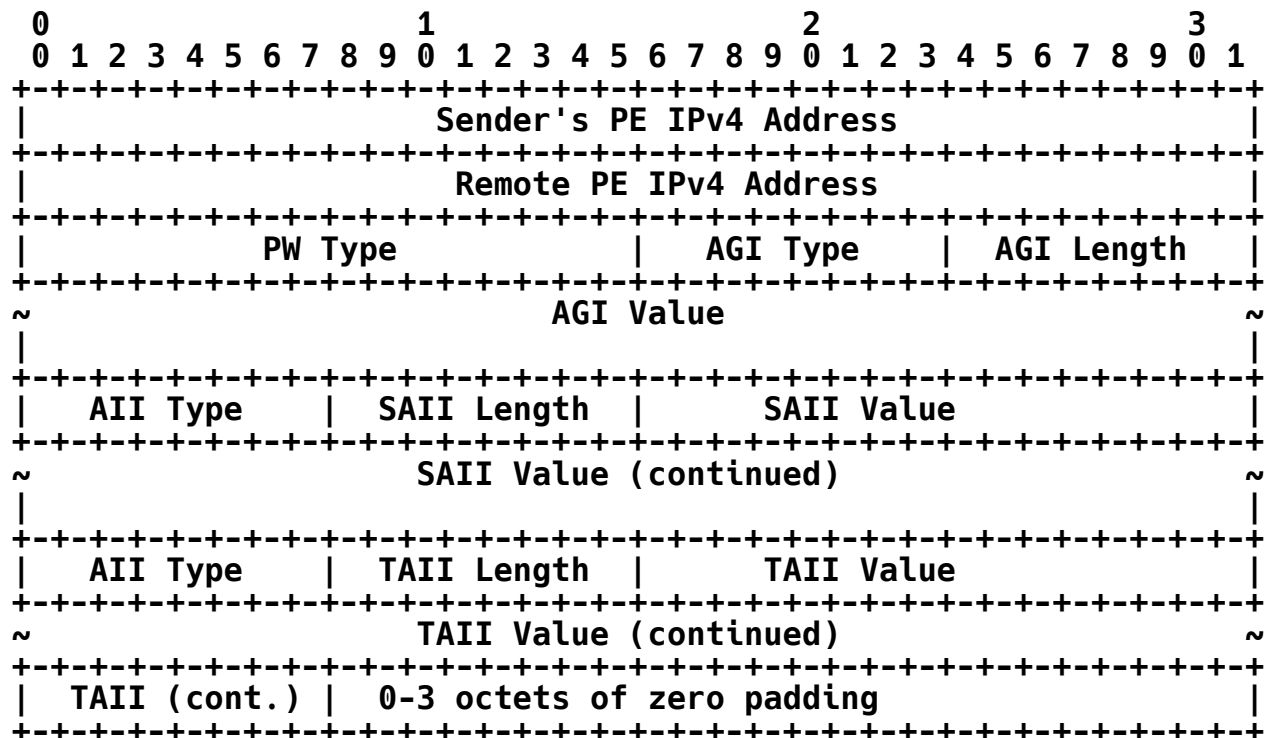 0                   1                   2                   3
 0 1 2 3 4 5 6 7 8 9 0 1 2 3 4 5 6 7 8 9 0 1 2 3 4 5 6 7 8 9 0 1
+-+-+-+-+-+-+-+-+-+-+-+-+-+-+-+-+-+-+-+-+-+-+-+-+-+-+-+-+-+-+-+-+
|                     Sender's PE IPv4 Address                  |
+-+-+-+-+-+-+-+-+-+-+-+-+-+-+-+-+-+-+-+-+-+-+-+-+-+-+-+-+-+-+-+-+
|                      Remote PE IPv4 Address                   |
+-+-+-+-+-+-+-+-+-+-+-+-+-+-+-+-+-+-+-+-+-+-+-+-+-+-+-+-+-+-+-+-+
|            PW Type            |   AGI Type    |  AGI Length   |
+-+-+-+-+-+-+-+-+-+-+-+-+-+-+-+-+-+-+-+-+-+-+-+-+-+-+-+-+-+-+-+-+
~                           AGI Value                           ~
|                                                               |
+-+-+-+-+-+-+-+-+-+-+-+-+-+-+-+-+-+-+-+-+-+-+-+-+-+-+-+-+-+-+-+-+
|   AII Type    |  SAII Length  |      SAII Value               |
+-+-+-+-+-+-+-+-+-+-+-+-+-+-+-+-+-+-+-+-+-+-+-+-+-+-+-+-+-+-+-+-+
~                    SAII Value (continued)                     ~
|                                                               |
+-+-+-+-+-+-+-+-+-+-+-+-+-+-+-+-+-+-+-+-+-+-+-+-+-+-+-+-+-+-+-+-+
|   AII Type    |  TAII Length  |      TAII Value               |
+-+-+-+-+-+-+-+-+-+-+-+-+-+-+-+-+-+-+-+-+-+-+-+-+-+-+-+-+-+-+-+-+
~                    TAII Value (continued)                     ~
+-+-+-+-+-+-+-+-+-+-+-+-+-+-+-+-+-+-+-+-+-+-+-+-+-+-+-+-+-+-+-+-+
|  TAII (cont.) |  0-3 octets of zero padding                   |
+-+-+-+-+-+-+-+-+-+-+-+-+-+-+-+-+-+-+-+-+-+-+-+-+-+-+-+-+-+-+-+-+